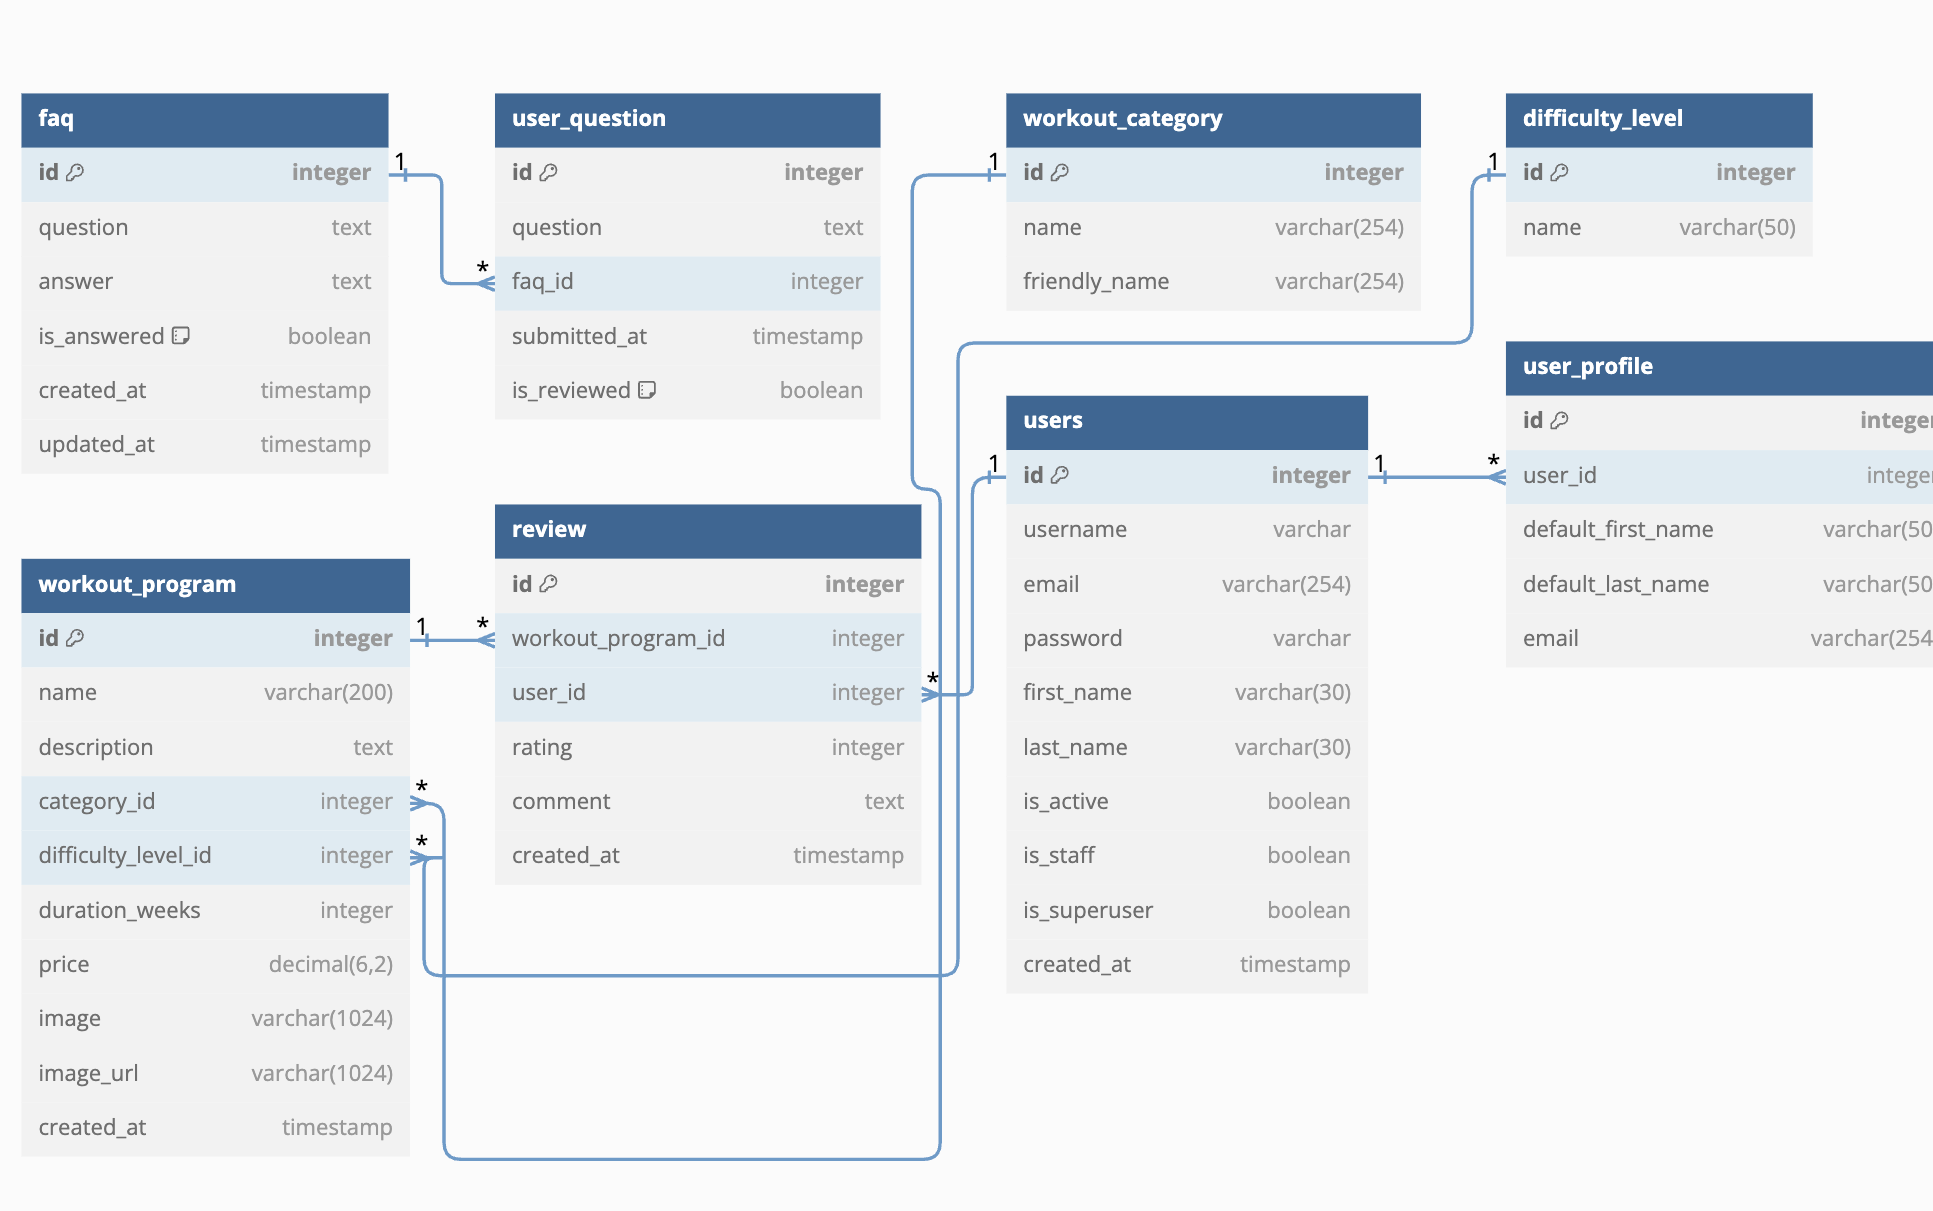 faq
id integer
question text
answer text
is_answered boolean
created_at timestamp
updated_at timestamp
1
*
user_question
id integer
question text
faq_id integer
submitted_at timestamp
is_reviewed boolean
workout_category
1
id integer
name varchar(254)
friendly_name varchar(254)
difficulty_level
1
id integer
name varchar(50)
user_profile
id intege
*
user_id intege
default_first_name varchar(50
default_last_name varchar(50
email varchar(254
users
1
id integer
1
username varchar
email varchar(254)
password varchar
first_name varchar(30)
last_name varchar(30)
is_active boolean
is_staff boolean
is_superuser boolean
created_at timestamp
review
id integer
*
workout_program_id integer
user_id integer
*
rating integer
comment text
created_at timestamp
workout_program
id integer
1
name varchar(200)
description text
category_id integer
*
difficulty_level_id integer
*
duration_weeks integer
price decimal(6,2)
image varchar(1024)
image_url varchar(1024)
created_at timestamp